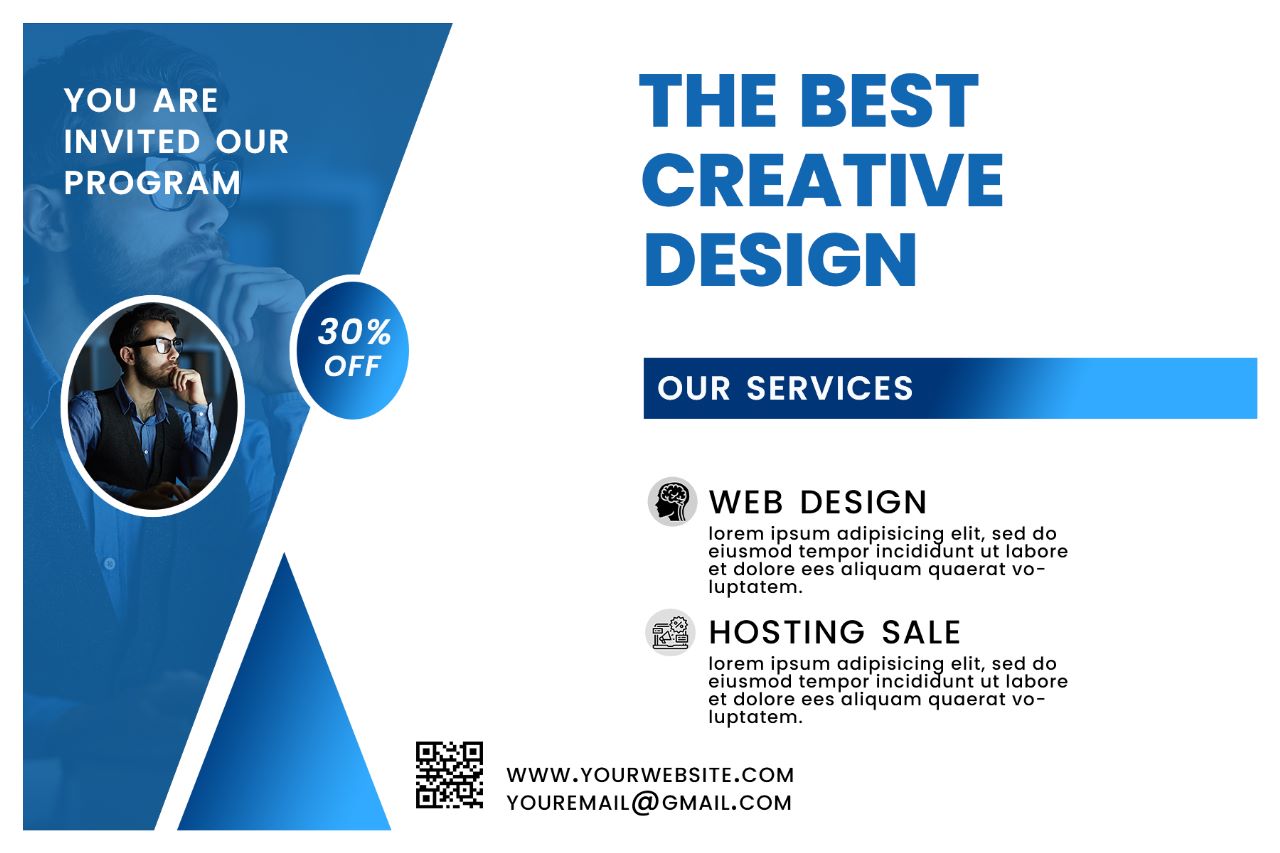 YOU ARE
INVITED OUR
PROGRAM
30%
OFF
THE BEST
CREATIVE
DESIGN
OUR SERVICES
WEB DESIGN
lorem ipsum adipisicing elit, sed do
eiusmod tempor incididunt ut labore
et dolore ees aliquam quaerat vo-
luptatem.
HOSTING SALE
lorem ipsum adipisicing elit, sed do
eiusmod tempor incididunt ut labore
et dolore ees aliquam quaerat vo-
luptatem.
WWW.YOURWEBSITE.COM
YOUREMAIL@GMAIL.COM